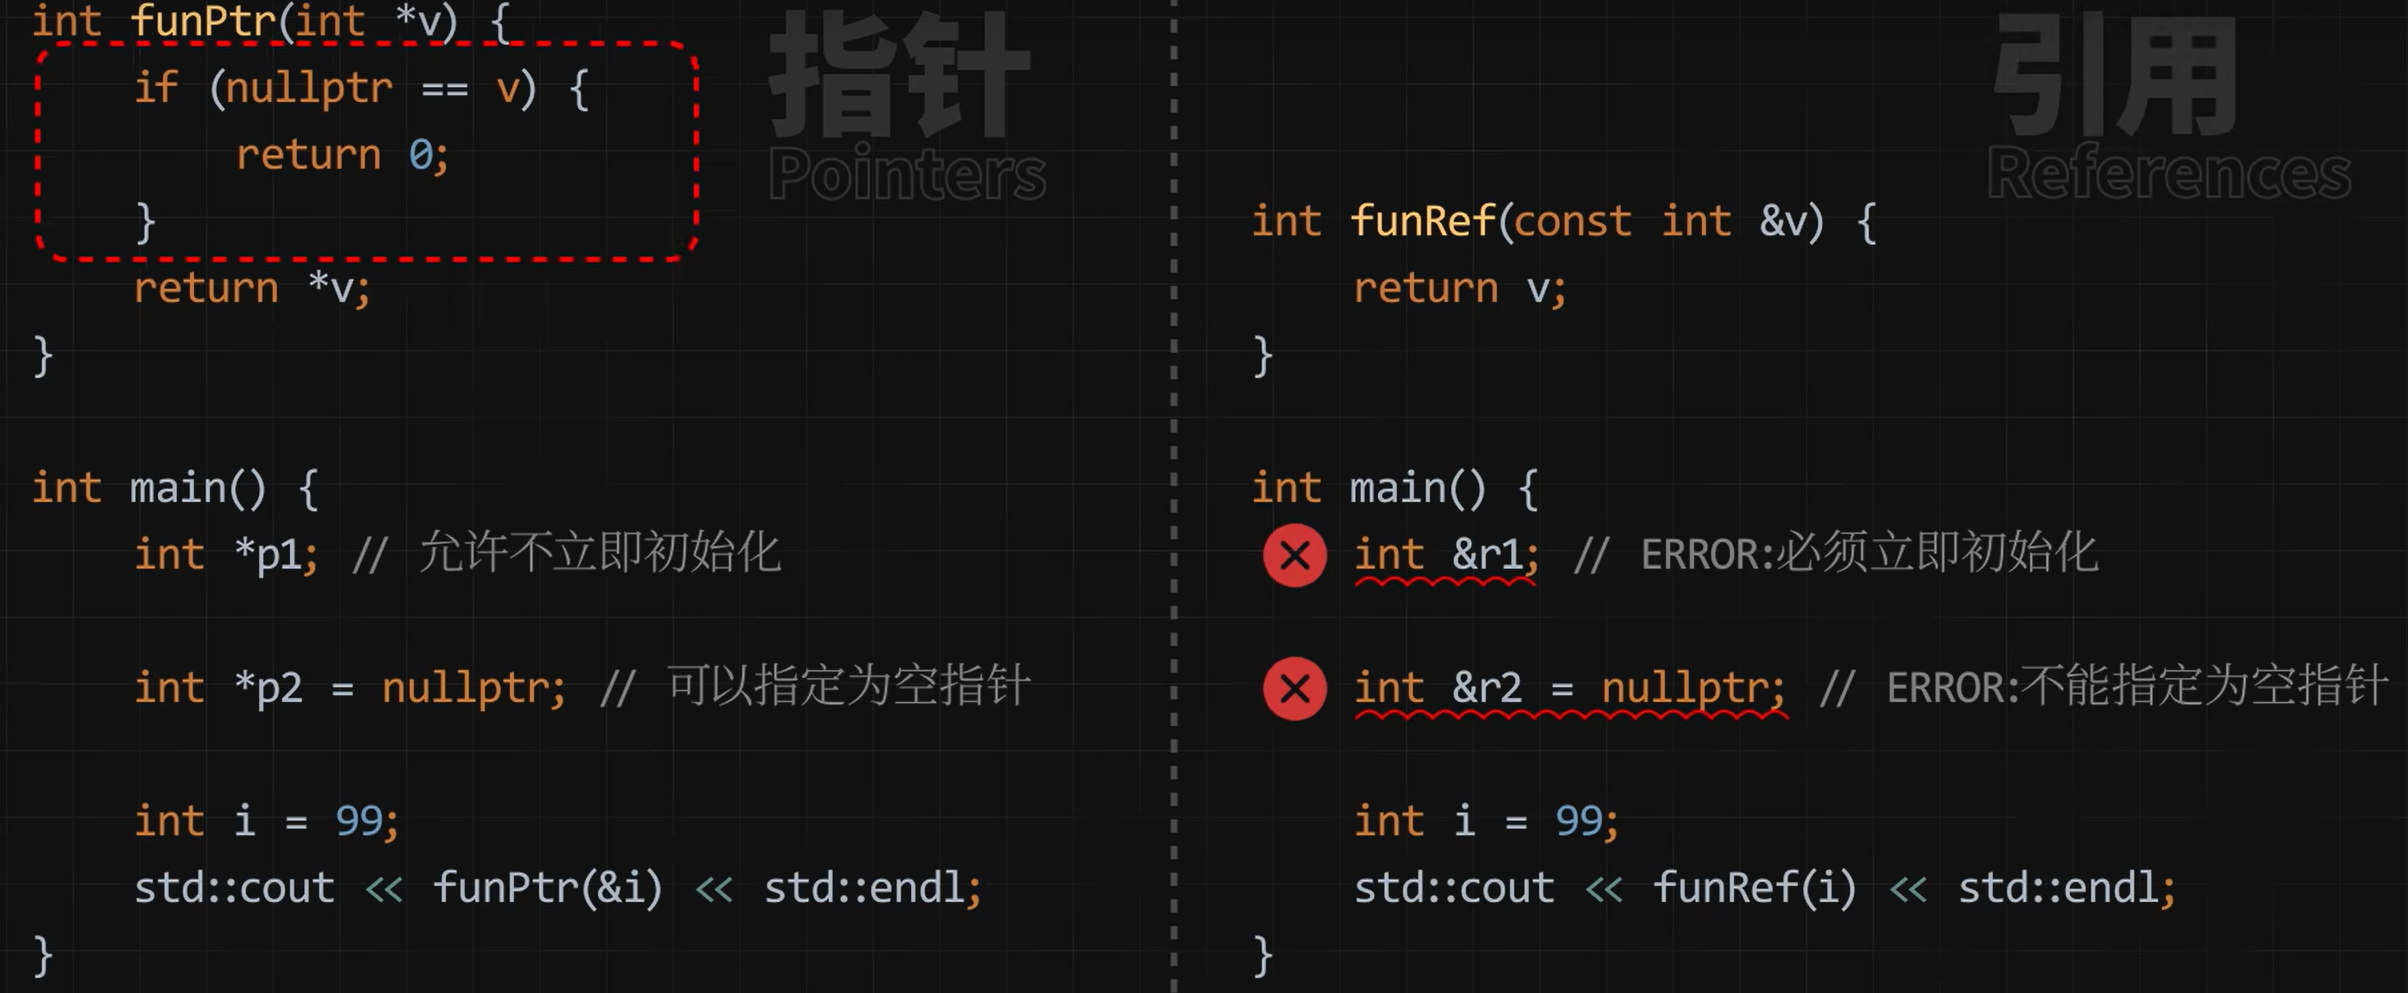 int funPtr(int *v) {
if (nullptr == v) {
return 0;
}
return *v;
}
int main() {
int *p1; // 允许不立即初始化
int *p2 = nullptr; // 可以指定为空指针
int i = 99;
std::cout << funPtr(&i) << std::endl;
}
指针
Pointers
引用
References
int funRef(const int &v) {
return v;
}
int main() {
int &r1; // ERROR:必须立即初始化
int &r2 = nullptr; // ERROR:不能指定为空指针
int i = 99;
std::cout << funRef(i) << std::endl;
}